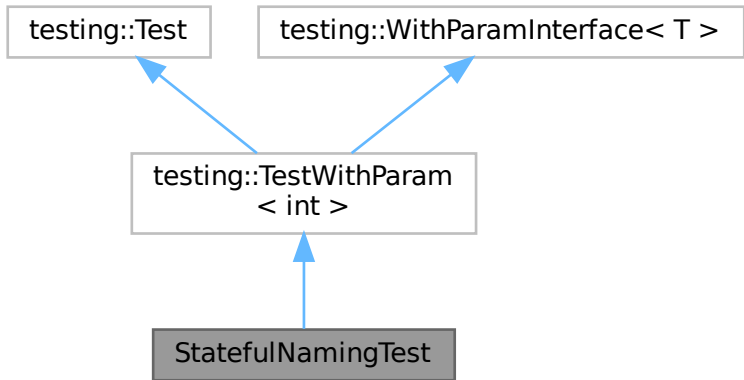 testing::Test
testing::WithParamInterface< T >
testing::TestWithParam
< int >
StatefulNamingTest